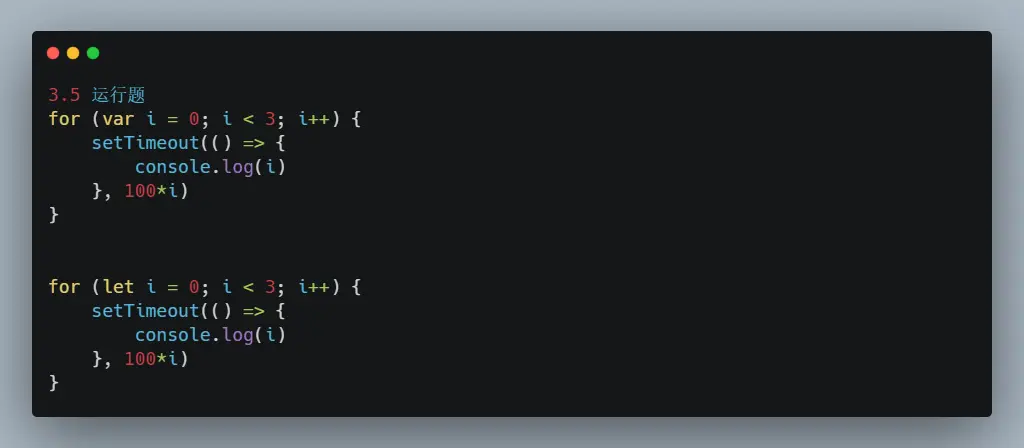 3.5 运行题
for (var i = 0; i < 3; i++) {
    setTimeout(() => {
        console.log(i)
    }, 100*i)
}
for (let i = 0; i < 3; i++) {
    setTimeout(() => {
        console.log(i)
    }, 100*i)
}